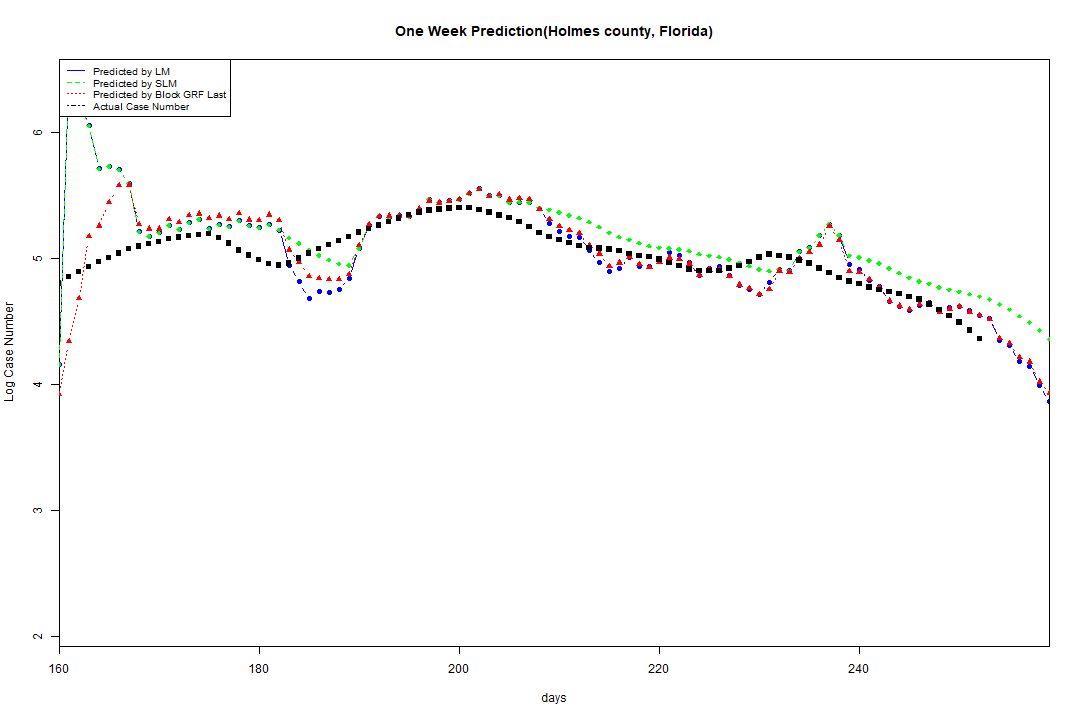 One Week Prediction(Holmes county, Florida)
Predicted by LM
Predicted by SLM
Predicted by Block GRF Last
Actual Case Number
6
5
4
3
2
Log Case Number
160 180 200 220 240
days